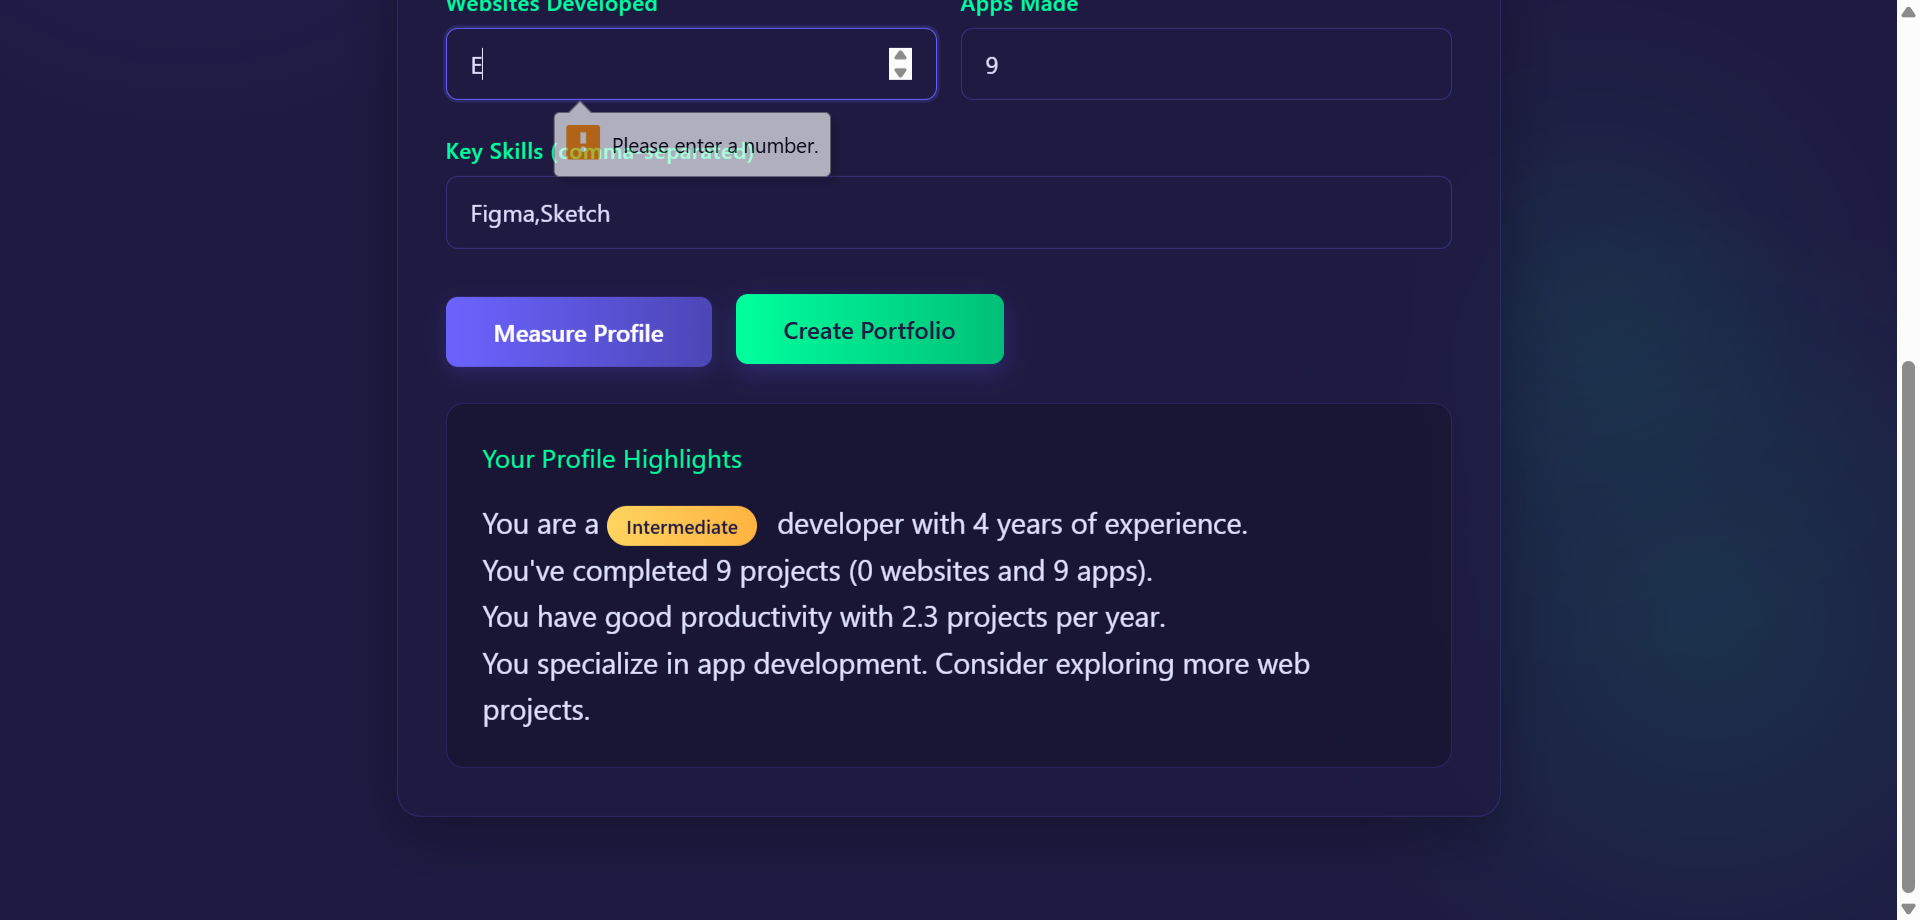 Websites Developed
Apps Made
E
9
Please enter a number.
Key Skills (comma-separated)
Figma,Sketch
Measure Profile
Create Portfolio
Your Profile Highlights
You are a Intermediate developer with 4 years of experience.
You've completed 9 projects (0 websites and 9 apps).
You have good productivity with 2.3 projects per year.
You specialize in app development. Consider exploring more web
projects.